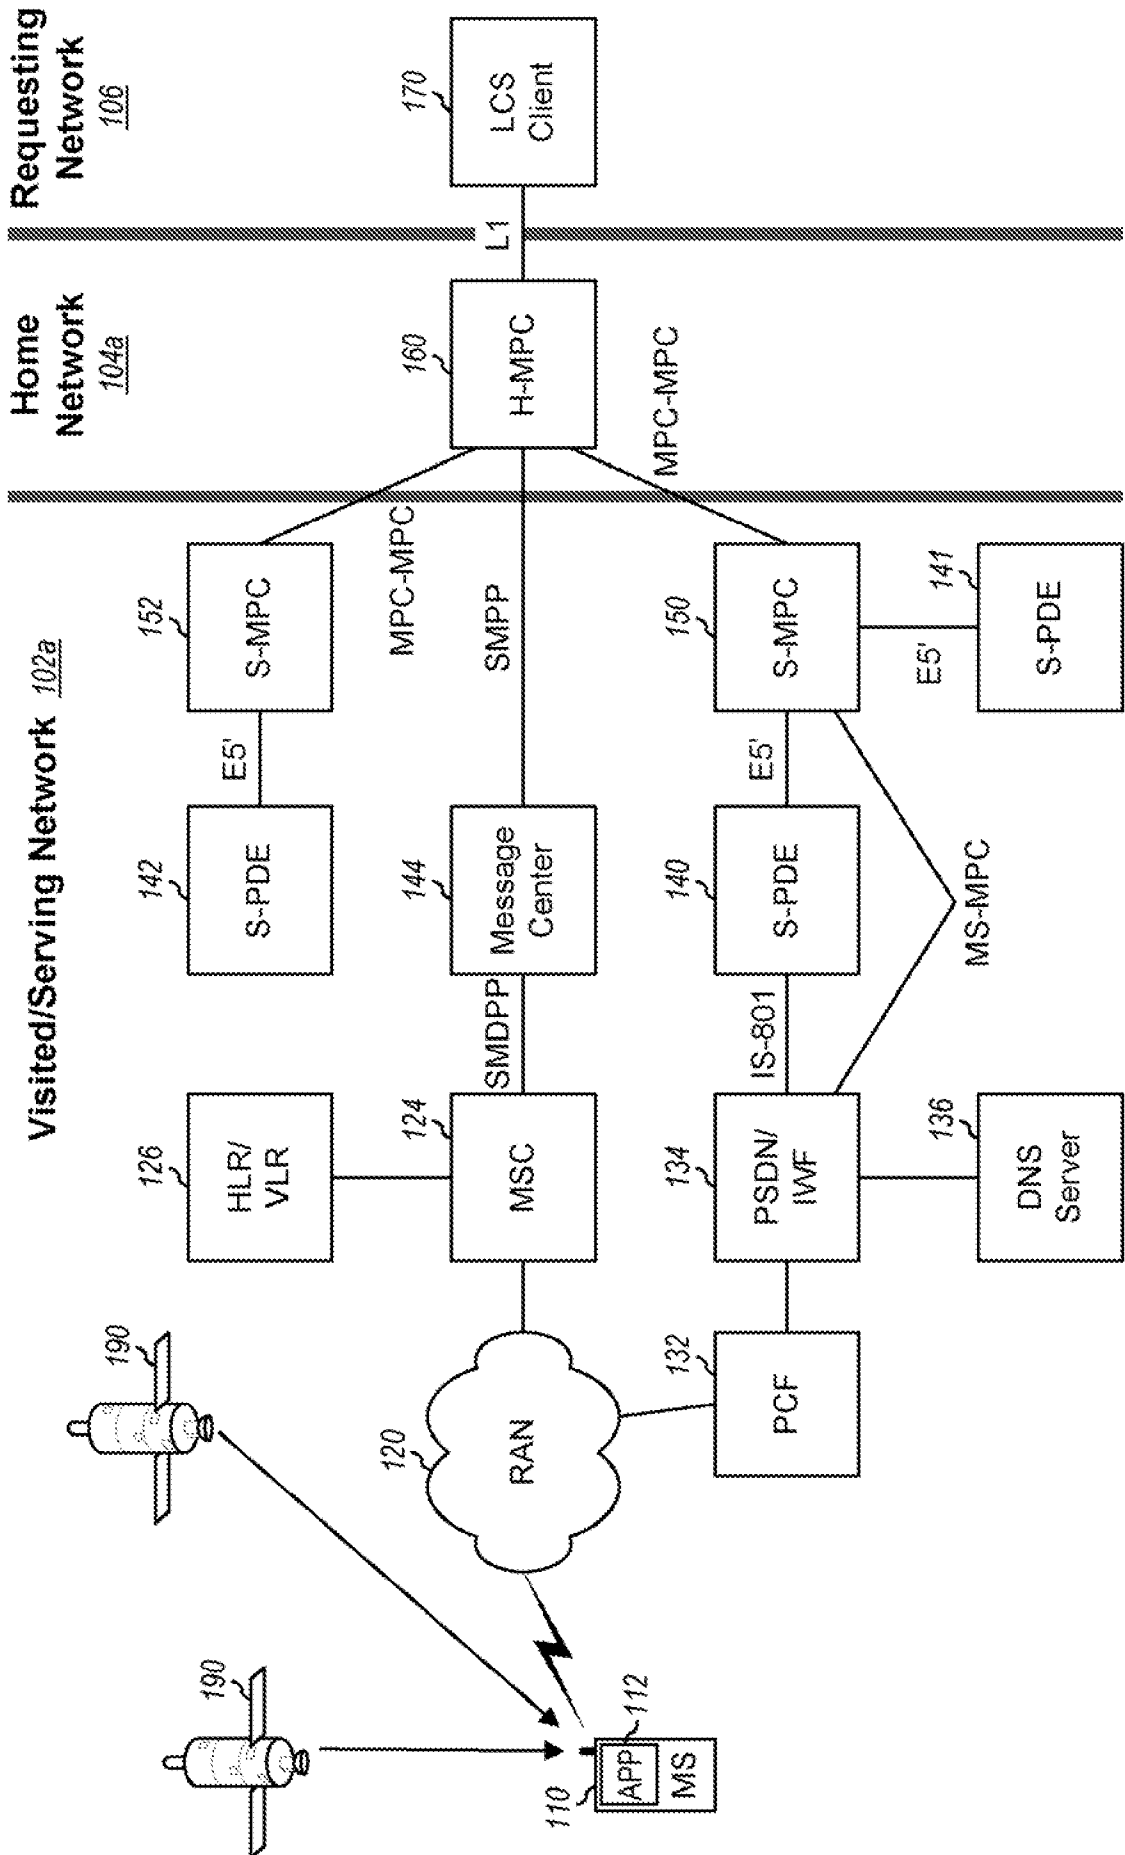 Visited/Serving Network 102a
Home
Network
104a
Requesting
Network
106
190
190
126
HLR/
VLR
142
S-PDE
E5'
152
S-MPC
MPC-MPC
120
RAN
124
MSC
SMDPP
144
Message
Center
SMPP
160
H-MPC
L1
170
LCS
Client
MPC-MPC
110
APP
112
MS
132
PCF
134
PSDN/
IWF
IS-801
140
S-PDE
E5'
150
S-MPC
MS-MPC
E5'
136
DNS
Server
141
S-PDE